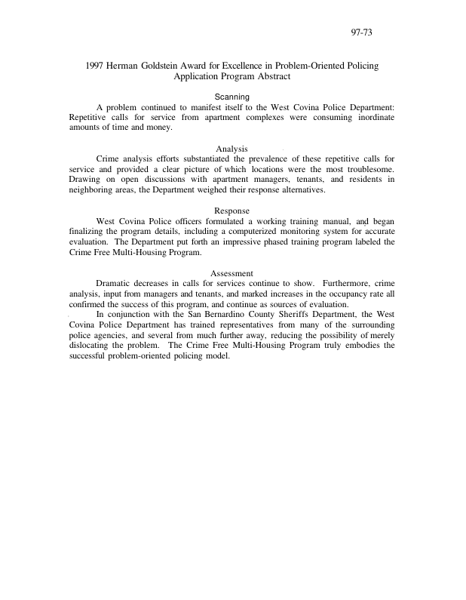 97-73
1997 Herman Goldstein Award for Excellence in Problem-Oriented Policing
Application Program Abstract
Scanning
A problem continued to manifest itself to the West Covina Police Department:
Repetitive calls for service from apartment complexes were consuming inordinate
amounts of time and money.
Analysis
Crime analysis efforts substantiated the prevalence of these repetitive calls for
service and provided a clear picture of which locations were the most troublesome.
Drawing on open discussions with apartment managers, tenants, and residents in
neighboring areas, the Department weighed their response alternatives.
Response
West Covina Police officers formulated a working training manual, and began
finalizing the program details, including a computerized monitoring system for accurate
evaluation. The Department put forth an impressive phased training program labeled the
Crime Free Multi-Housing Program.
Assessment
Dramatic decreases in calls for services continue to show. Furthermore, crime
analysis, input from managers and tenants, and marked increases in the occupancy rate all
confirmed the success of this program, and continue as sources of evaluation.
In conjunction with the San Bernardino County Sheriffs Department, the West
Covina Police Department has trained representatives from many of the surrounding
police agencies, and several from much further away, reducing the possibility of merely
dislocating the problem. The Crime Free Multi-Housing Program truly embodies the
successful problem-oriented policing model.